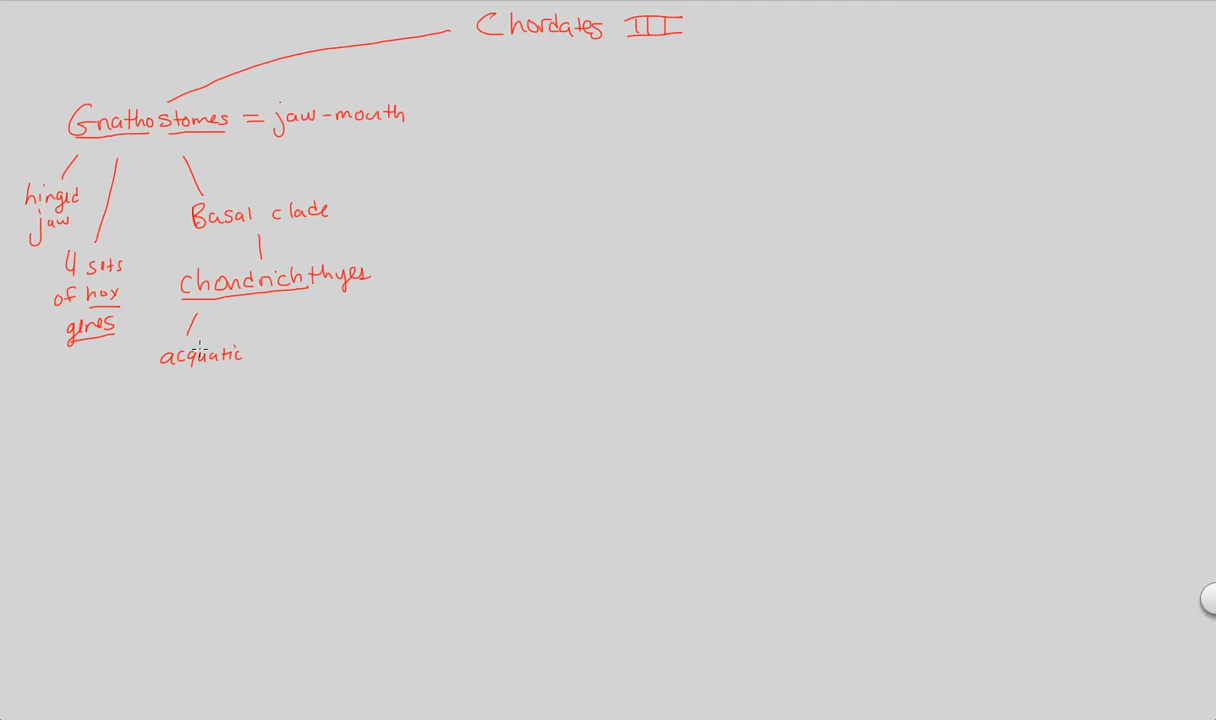 Chordates III
Gnathostomes = jaw-mouth
hinged
jaw
Basal clade
4 sets
of hox
genes
Chondrichthyes
acquatic